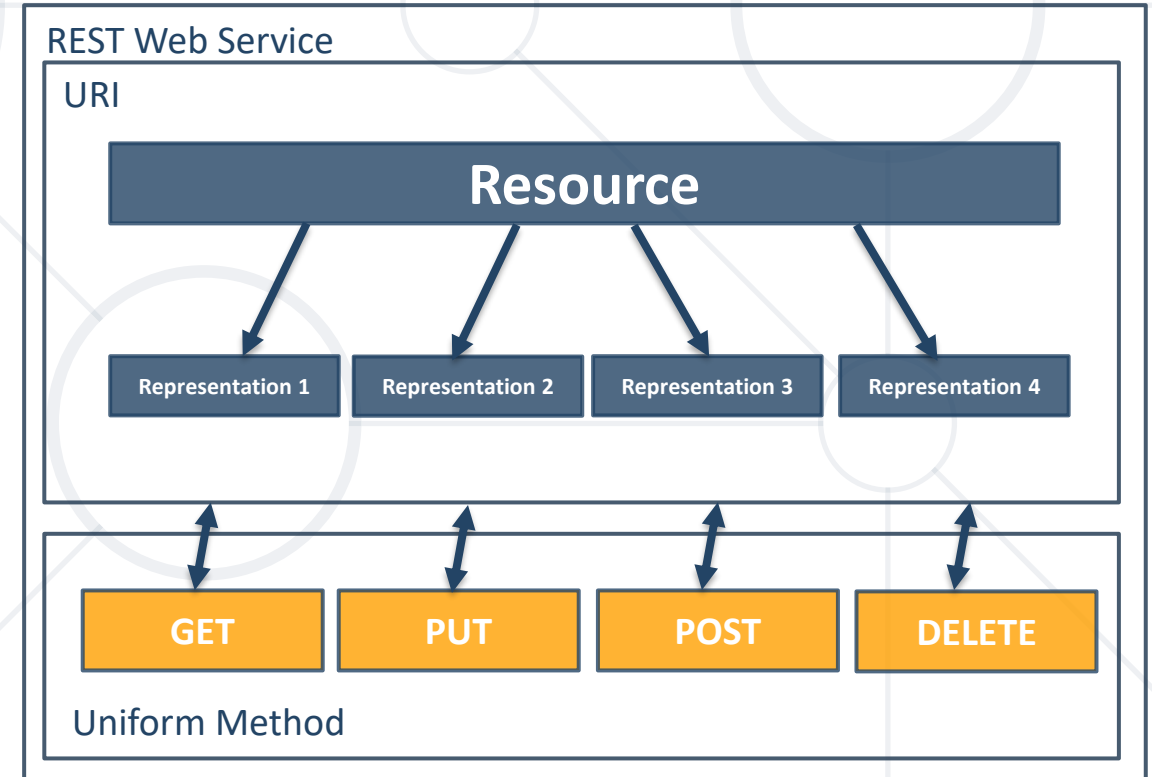 REST Web Service
URI
Resource
Representation 1
Representation 2
Representation 3
Representation 4
GET
PUT
POST
DELETE
Uniform Method